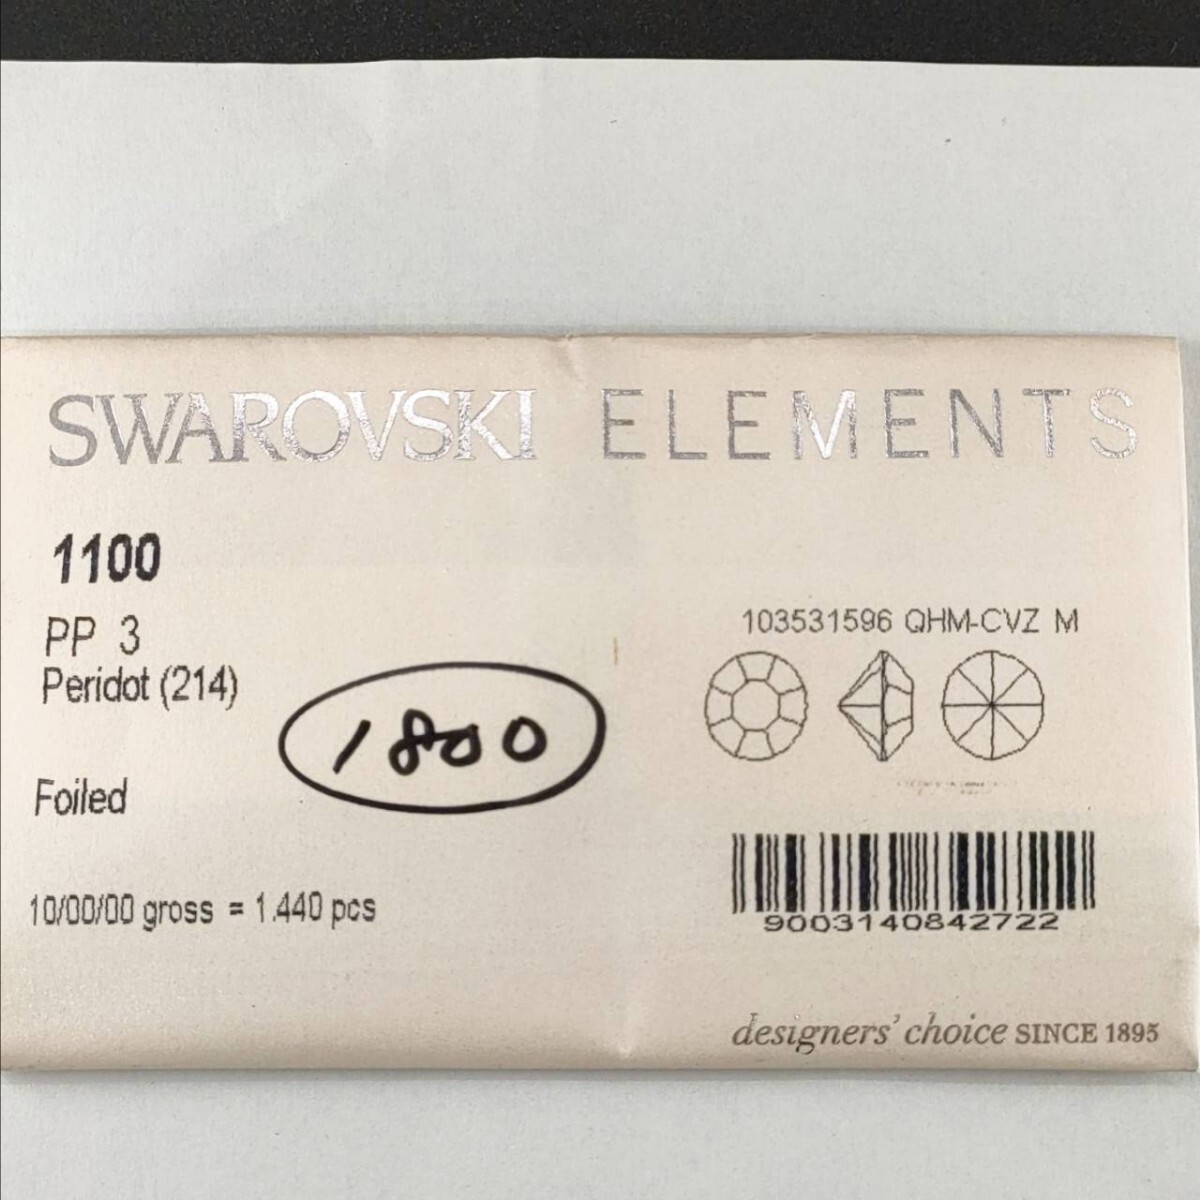 SWAROVSKI ELEMENTS
1100
PP 3
Peridot (214)
1800
Foiled
10/00/00 gross = 1.440 pcs
103531596 QHM-CVZ M
9003140842722
designers' choice SINCE 1895